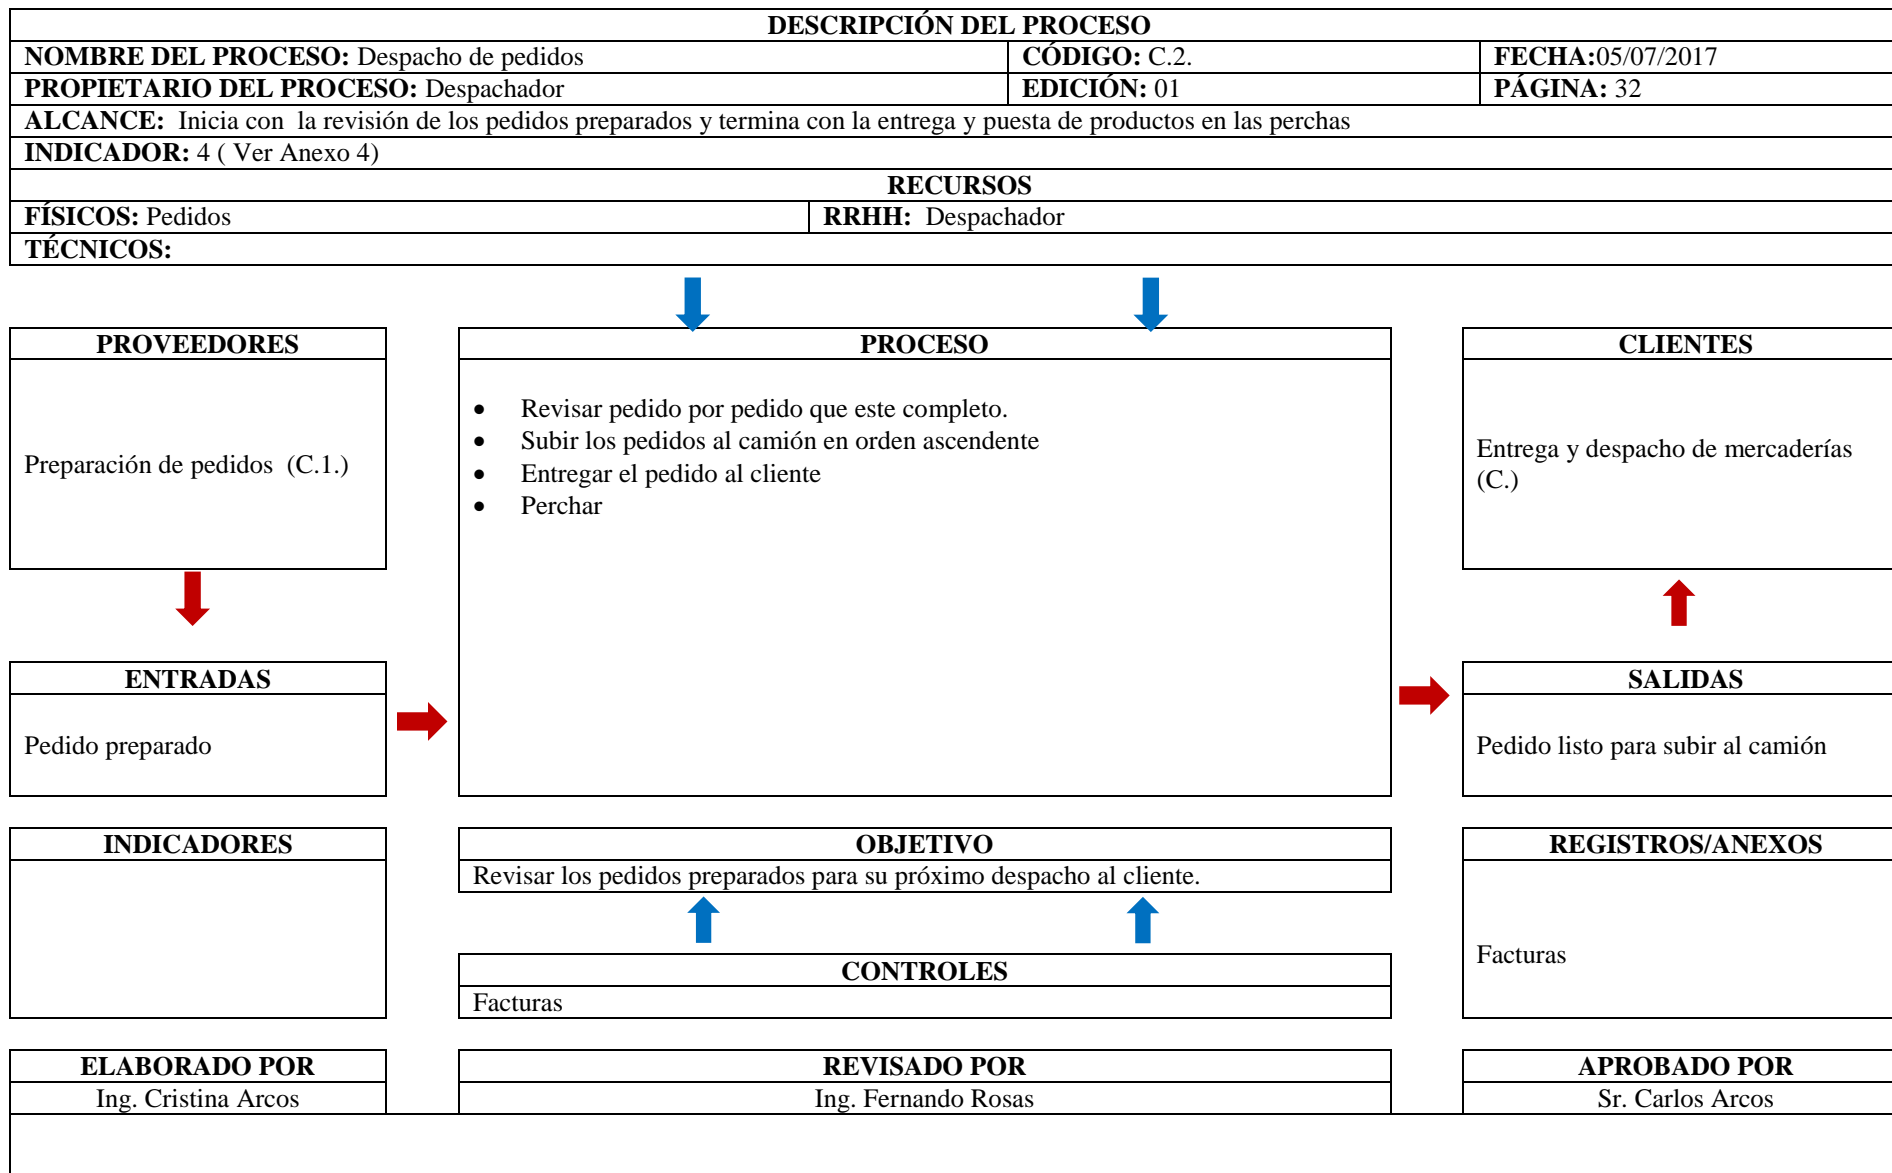 DESCRIPCIÓN DEL PROCESO
NOMBRE DEL PROCESO: Despacho de pedidos
CÓDIGO: C.2.
FECHA:05/07/2017
PROPIETARIO DEL PROCESO: Despachador
EDICIÓN: 01
PÁGINA: 32
ALCANCE: Inicia con la revisión de los pedidos preparados y termina con la entrega y puesta de productos en las perchas
INDICADOR: 4 ( Ver Anexo 4)
RECURSOS
FÍSICOS: Pedidos
RRHH: Despachador
TÉCNICOS:
PROVEEDORES
Preparación de pedidos (C.1.)
ENTRADAS
Pedido preparado
PROCESO
• Revisar pedido por pedido que este completo.
• Subir los pedidos al camión en orden ascendente
• Entregar el pedido al cliente
• Perchar
CLIENTES
Entrega y despacho de mercaderías
(C.)
SALIDAS
Pedido listo para subir al camión
INDICADORES
OBJETIVO
Revisar los pedidos preparados para su próximo despacho al cliente.
CONTROLES
Facturas
REGISTROS/ANEXOS
Facturas
ELABORADO POR
Ing. Cristina Arcos
REVISADO POR
Ing. Fernando Rosas
APROBADO POR
Sr. Carlos Arcos